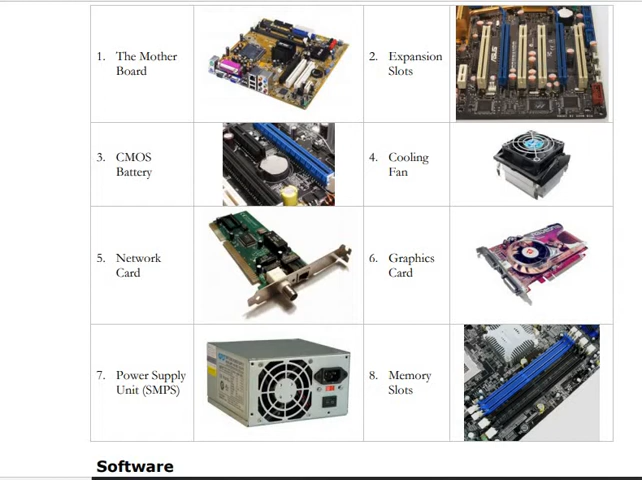 1. The Mother
Board
2. Expansion
Slots
3. CMOS
Battery
4. Cooling
Fan
5. Network
Card
6. Graphics
Card
7. Power Supply
Unit (SMPS)
8. Memory
Slots
Software